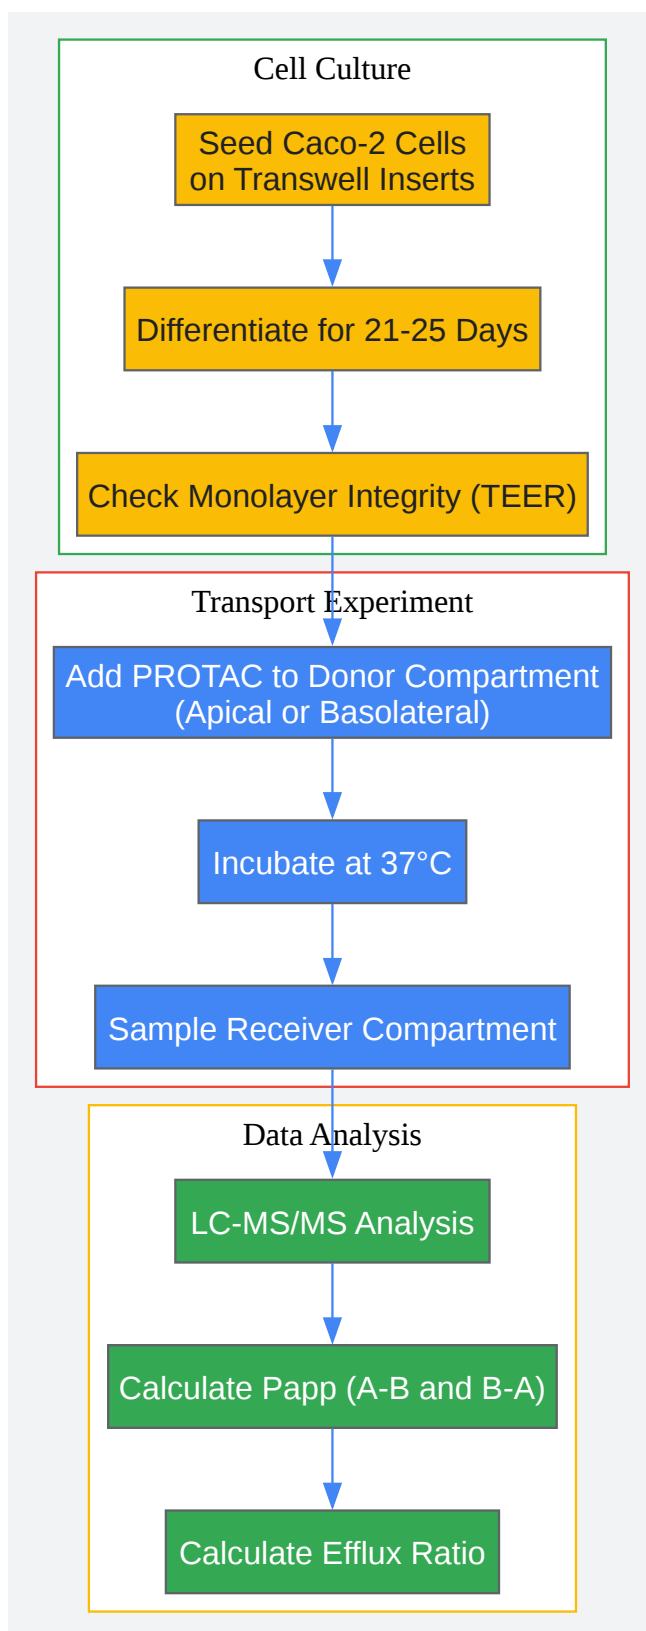 Cell Culture
Seed Caco-2 Cells
on Transwell Inserts
Differentiate for 21-25 Days
Check Monolayer Integrity (TEER)
Transport Experiment
Add PROTAC to Donor Compartment
(Apical or Basolateral)
Incubate at 37°C
Sample Receiver Compartment
Data Analysis
LC-MS/MS Analysis
Calculate Papp (A-B and B-A)
Calculate Efflux Ratio